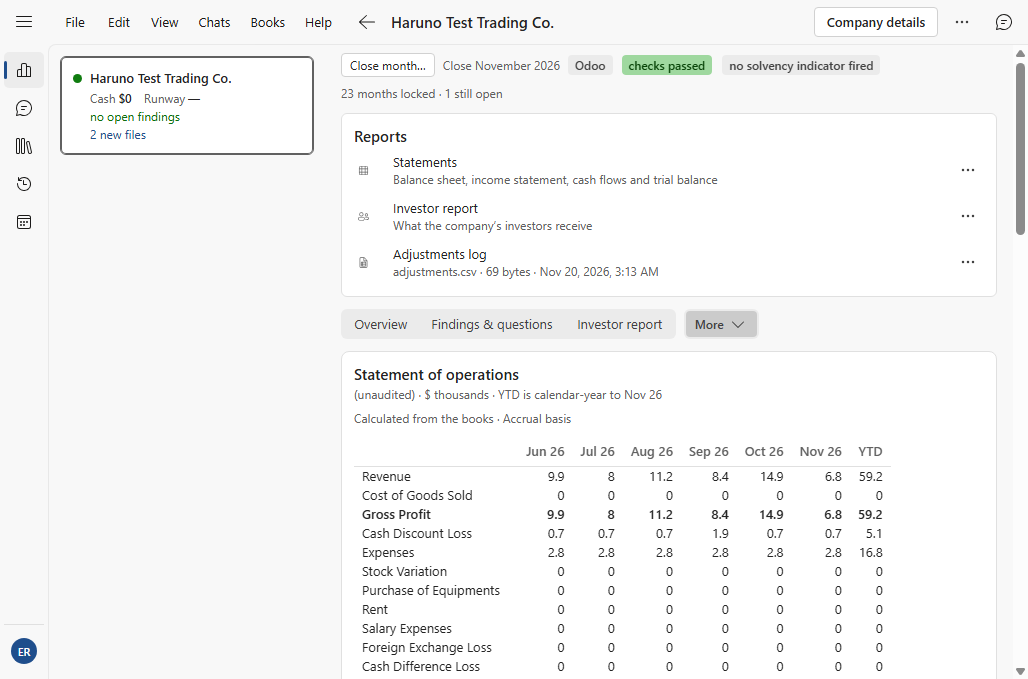 File Edit View Chats Books Help Haruno Test Trading Co. Company details
Haruno Test Trading Co.
Cash $0 Runway —
no open findings
2 new files
ER
Close month... Close November 2026 Odoo checks passed no solvency indicator fired
23 months locked · 1 still open
Reports
Statements
Balance sheet, income statement, cash flows and trial balance
Investor report
What the company's investors receive
Adjustments log
adjustments.csv · 69 bytes · Nov 20, 2026, 3:13 AM
Overview Findings & questions Investor report More
Statement of operations
(unaudited) · $ thousands · YTD is calendar-year to Nov 26
Calculated from the books · Accrual basis
Jun 26 Jul 26 Aug 26 Sep 26 Oct 26 Nov 26 YTD
Revenue 9.9 8 11.2 8.4 14.9 6.8 59.2
Cost of Goods Sold 0 0 0 0 0 0 0
Gross Profit 9.9 8 11.2 8.4 14.9 6.8 59.2
Cash Discount Loss 0.7 0.7 0.7 1.9 0.7 0.7 5.1
Expenses 2.8 2.8 2.8 2.8 2.8 2.8 16.8
Stock Variation 0 0 0 0 0 0 0
Purchase of Equipments 0 0 0 0 0 0 0
Rent 0 0 0 0 0 0 0
Salary Expenses 0 0 0 0 0 0 0
Foreign Exchange Loss 0 0 0 0 0 0 0
Cash Difference Loss 0 0 0 0 0 0 0